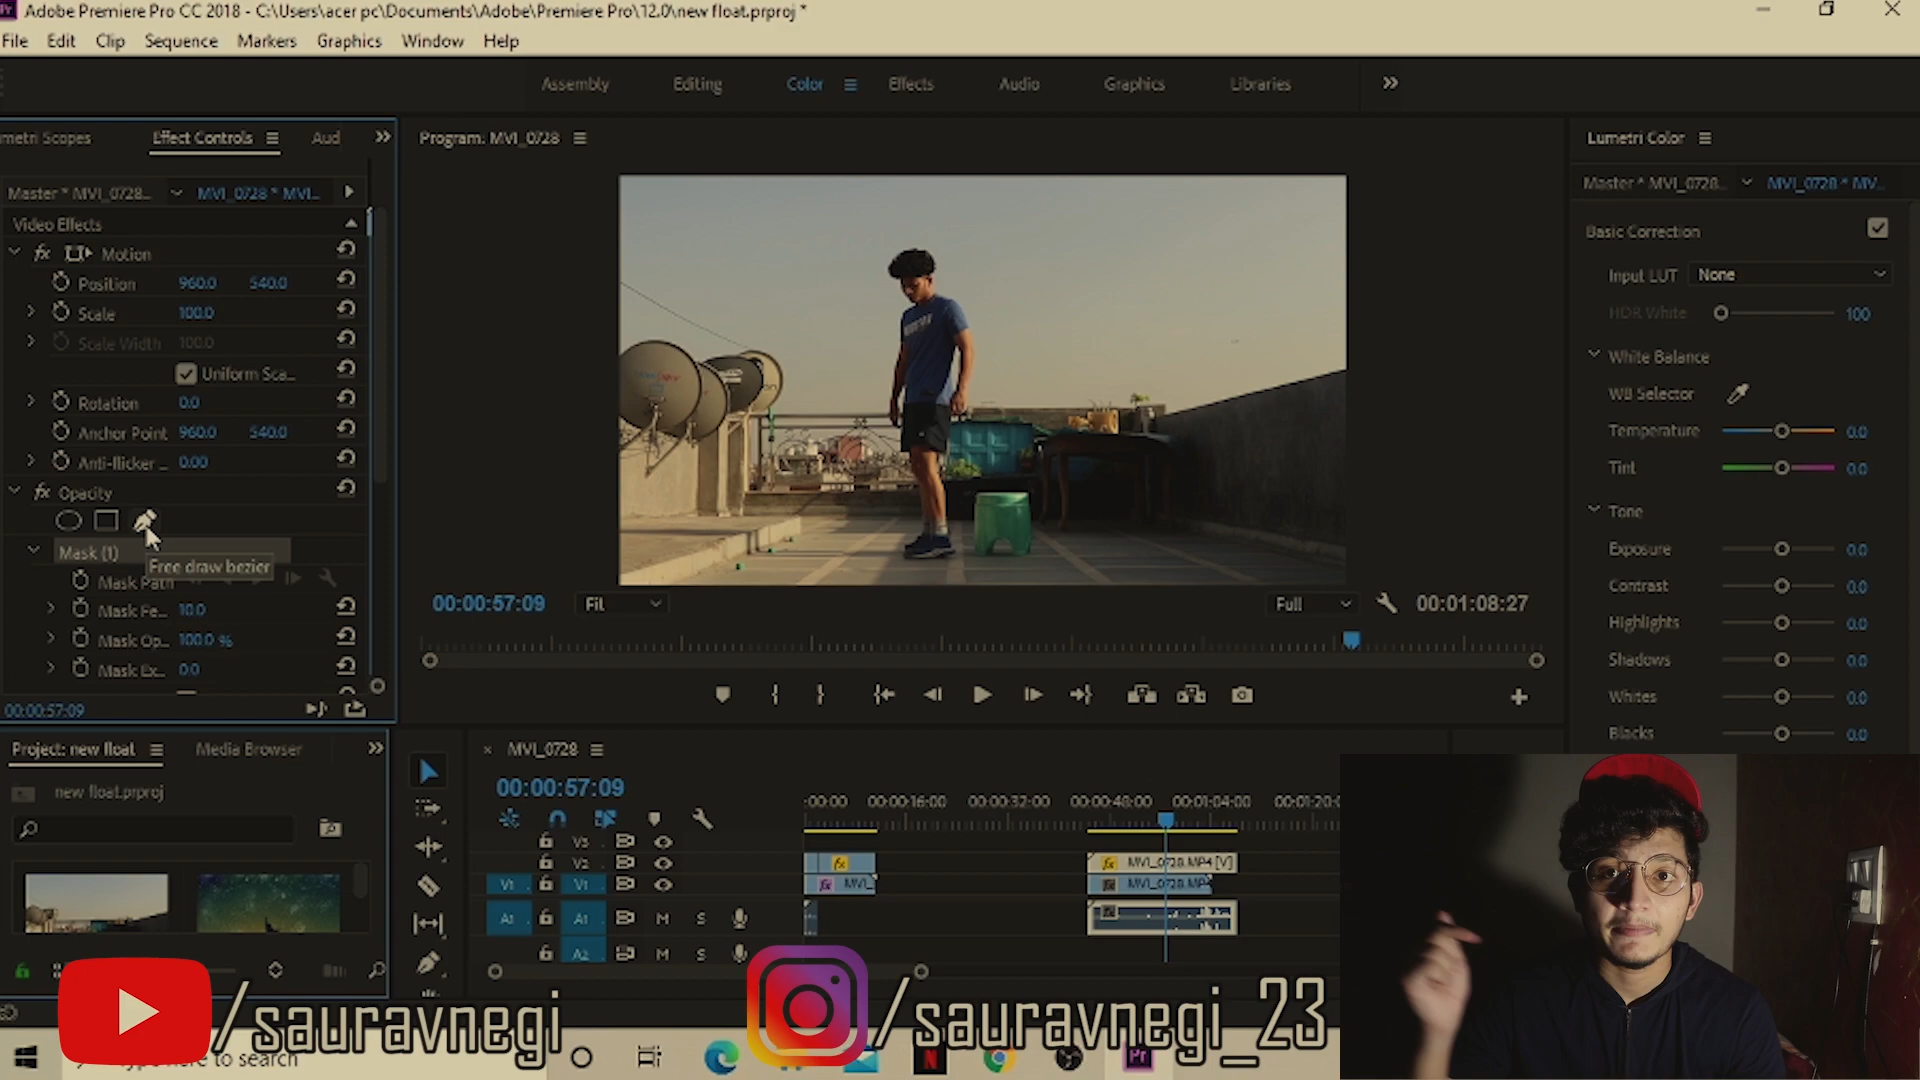 Adobe Premiere Pro CC 2018 - C:\Users\acer pc\Documents\Adobe\Premiere Pro\12.0\new float.prproj *
File Edit Clip Sequence Markers Graphics Window Help
Assembly Editing Color Effects Audio Graphics Libraries
metri Scopes Effect Controls Aud
Program: MVI_0728
Lumetri Color
Master * MVI_0728... MVI_0728 * MVI...
Master * MVI_0728... MVI_0728 * MV...
Video Effects
Basic Correction
fx Motion
Position 960.0 540.0
Input LUT None
Scale 100.0
HDR White 100
Scale Width 100.0
White Balance
Uniform Sca...
WB Selector
Rotation 0.0
Anchor Point 960.0 540.0
Temperature 0.0
Anti-flicker ... 0.00
Tint 0.0
fx Opacity
Tone
Mask (1)
Exposure 0.0
Free draw bezier
Mask Path
Contrast 0.0
Mask Fe... 10.0
00:00:57:09 Fit Full 00:01:08:27
Highlights 0.0
Mask Op... 100.0 %
Shadows 0.0
Mask Ex... 0.0
Whites 0.0
00:00:57:09
Blacks 0.0
Project: new float Media Browser
MVI_0728
new float.prproj
00:00:57:09
:00:00 00:00:16:00 00:00:32:00 00:00:48:00 00:01:04:00 00:01:20:0
V3
V2 fx fx MVI_0728.MP4 [V]
V1 V1 fx MVI_ fx MVI_0728.MP4
A1 A1 M S fx
A2 M S
/sauravnegi /sauravnegi_23
here to search
N Pr